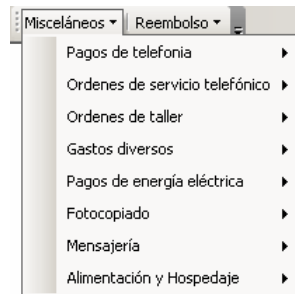 Misceláneos Reembolso
Pagos de telefonia
Ordenes de servicio telefónico
Ordenes de taller
Gastos diversos
Pagos de energía eléctrica
Fotocopiado
Mensajería
Alimentación y Hospedaje